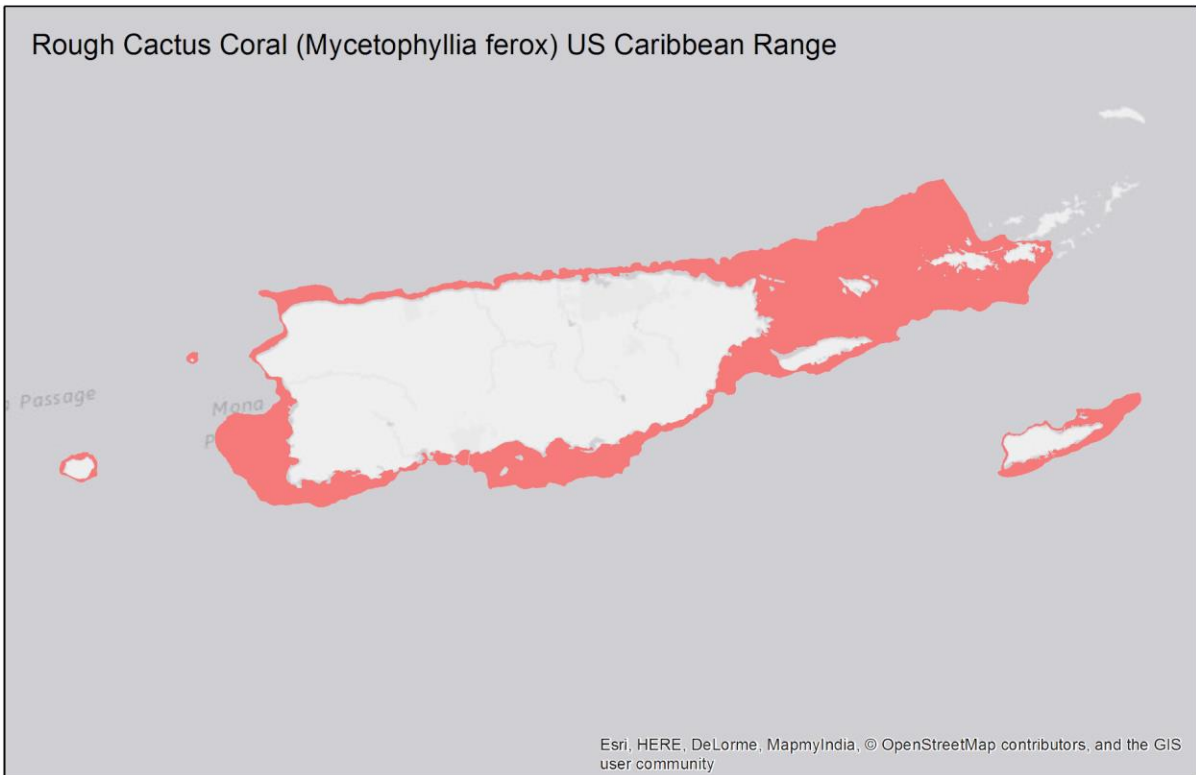 Rough Cactus Coral (Mycetophyllia ferox) US Caribbean Range
Passage
Mona
P
Esri, HERE, DeLorme, MapmyIndia, © OpenStreetMap contributors, and the GIS
user community